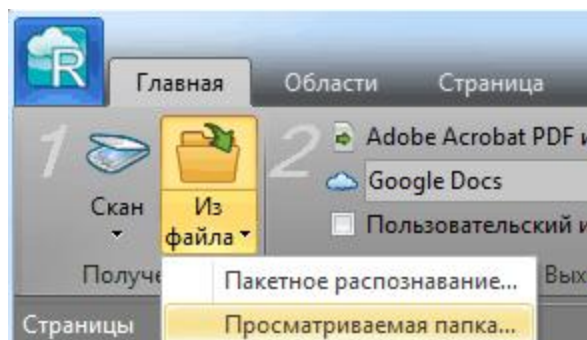 R
Главная Области Страница
1 2 Adobe Acrobat PDF и
Google Docs
Скан Из файла Пользовательский и
Вых
Пакетное распознавание...
Страницы Просматриваемая папка...